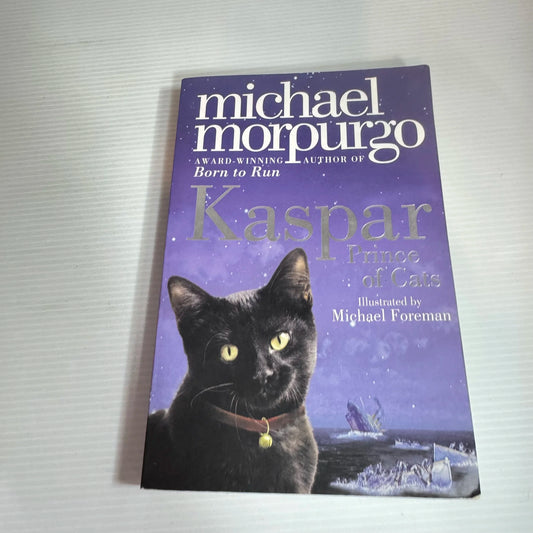 michael
morpurgo
AWARD-WINNING AUTHOR OF
Born to Run
Kaspar
Prince
of Cats
Illustrated by
Michael Foreman